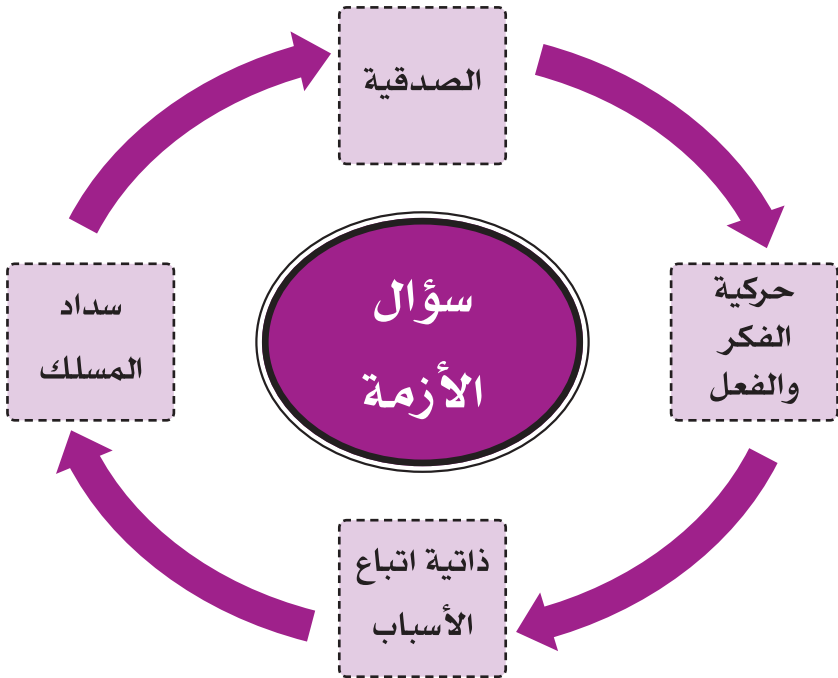 الصدقية
حركية
الفكر
والفعل
ذاتية اتباع
الأسباب
سداد
المسلك
سؤال
الأزمة